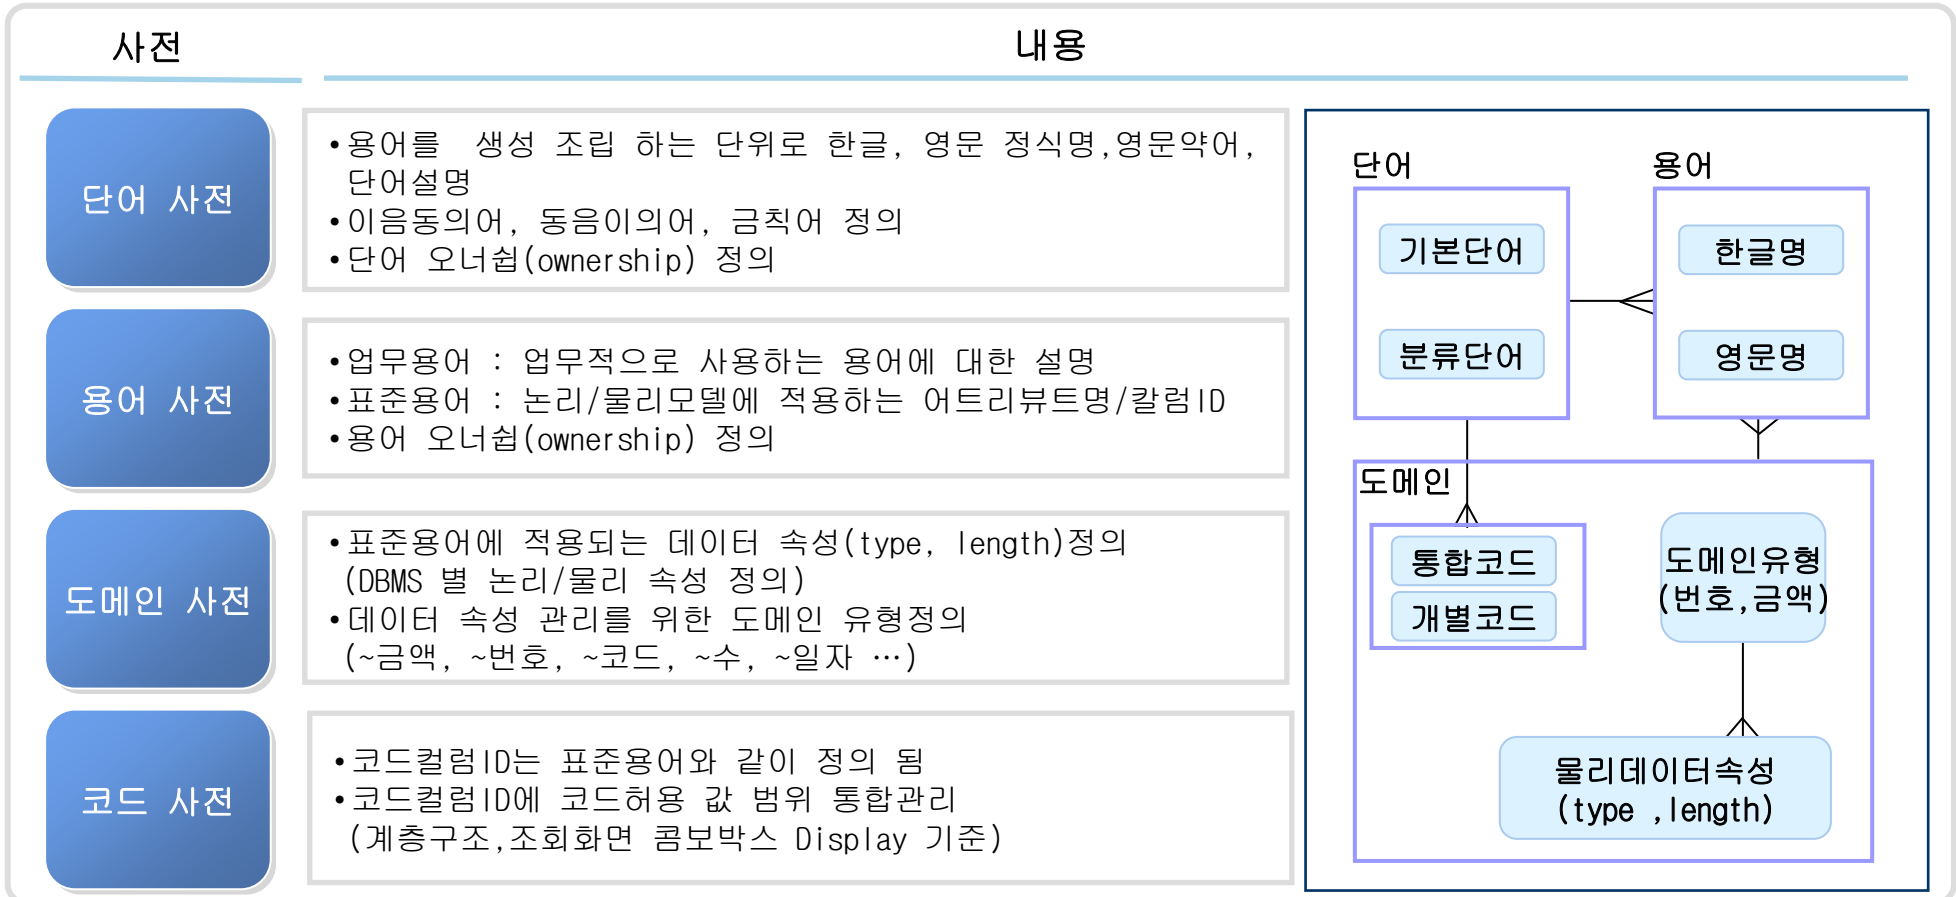 사전
내용
단어 사전
•용어를  생성 조립 하는 단위로 한글, 영문 정식명,영문약어,
단어설명
•이음동의어, 동음이의어, 금칙어 정의
•단어 오너쉽(ownership) 정의
용어 사전
•업무용어 : 업무적으로 사용하는 용어에 대한 설명
•표준용어 : 논리/물리모델에 적용하는 어트리뷰트명/칼럼ID
•용어 오너쉽(ownership) 정의
도메인 사전
•표준용어에 적용되는 데이터 속성(type, length)정의
(DBMS 별 논리/물리 속성 정의)
•데이터 속성 관리를 위한 도메인 유형정의
(~금액, ~번호, ~코드, ~수, ~일자 …)
코드 사전
•코드컬럼ID는 표준용어와 같이 정의 됨
•코드컬럼ID에 코드허용 값 범위 통합관리
(계층구조,조회화면 콤보박스 Display 기준)
단어
용어
기본단어
한글명
분류단어
영문명
도메인
통합코드
개별코드
도메인유형
(번호,금액)
물리데이터속성
(type ,length)